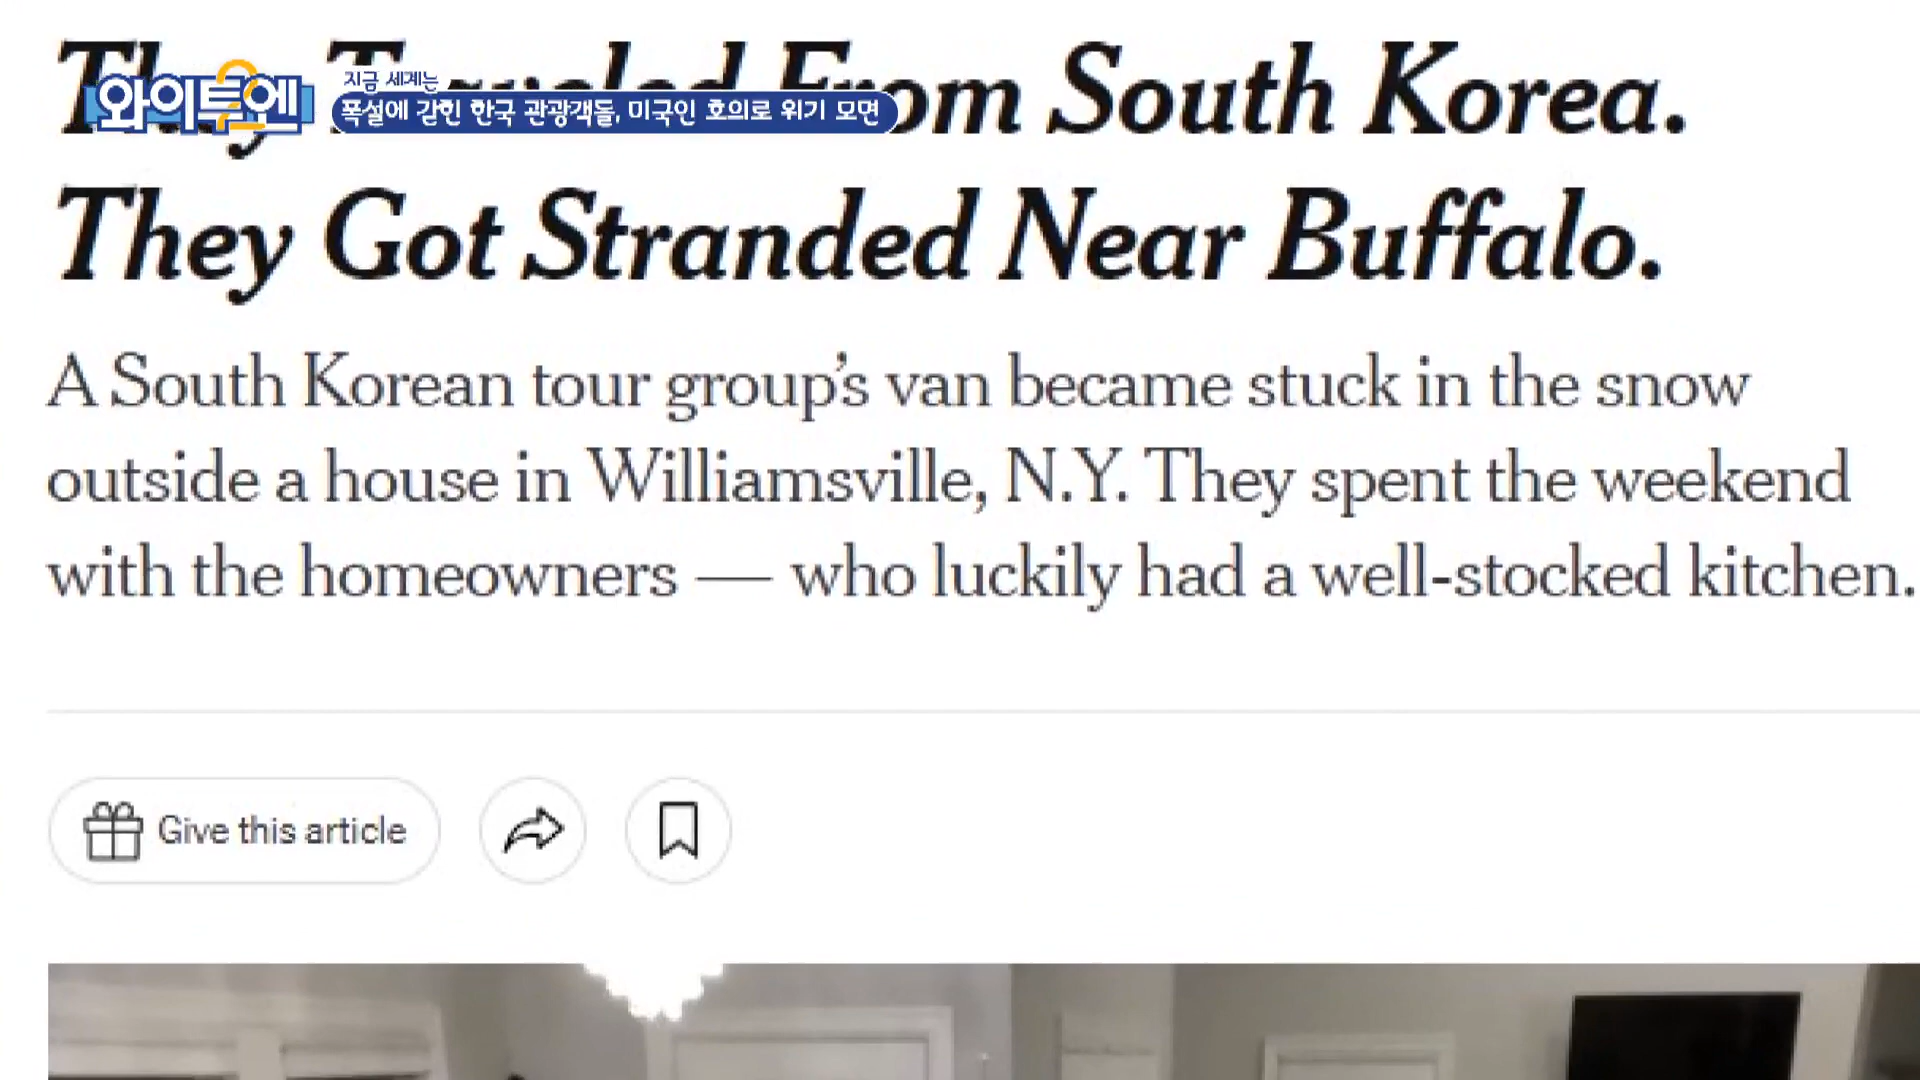 They Traveled From South Korea.
와이투엔
지금 세계는
폭설에 갇힌 한국 관광객들, 미국인 호의로 위기 모면
They Got Stranded Near Buffalo.
A South Korean tour group’s van became stuck in the snow
outside a house in Williamsville, N.Y. They spent the weekend
with the homeowners — who luckily had a well-stocked kitchen.
Give this article